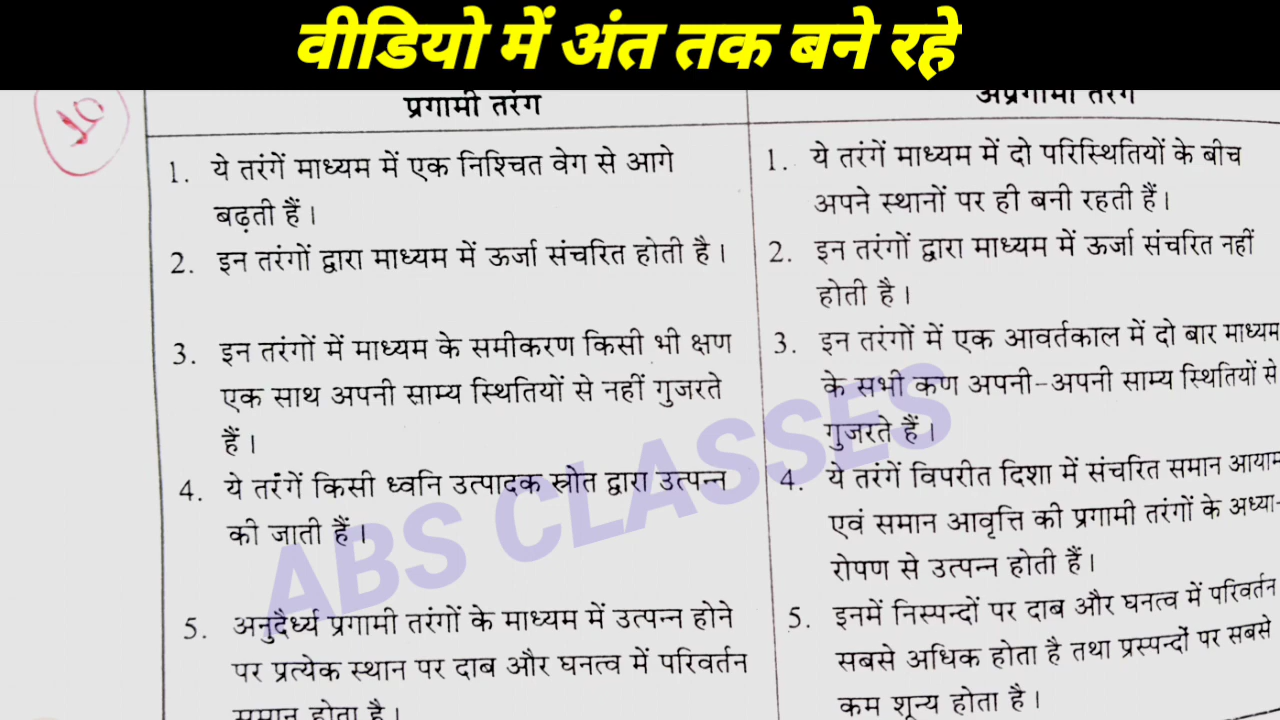 वीडियो में अंत तक बने रहे
प्रगामी तरंग
अप्रगामी तरंग
1. ये तरंगें माध्यम में एक निश्चित वेग से आगे
बढ़ती हैं।
2. इन तरंगों द्वारा माध्यम में ऊर्जा संचरित होती है।
3. इन तरंगों में माध्यम के समीकरण किसी भी क्षण
एक साथ अपनी साम्य स्थितियों से नहीं गुजरते
हैं।
4. ये तरंगें किसी ध्वनि उत्पादक स्रोत द्वारा उत्पन्न
की जाती हैं।
5. अनुदैर्ध्य प्रगामी तरंगों के माध्यम में उत्पन्न होने
पर प्रत्येक स्थान पर दाब और घनत्व में परिवर्तन
समान होता है।
1. ये तरंगें माध्यम में दो परिस्थितियों के बीच
अपने स्थानों पर ही बनी रहती हैं।
2. इन तरंगों द्वारा माध्यम में ऊर्जा संचरित नहीं
होती है।
3. इन तरंगों में एक आवर्तकाल में दो बार माध्यम
के सभी कण अपनी-अपनी साम्य स्थितियों से
गुजरते हैं।
4. ये तरंगें विपरीत दिशा में संचरित समान आयाम
एवं समान आवृत्ति की प्रगामी तरंगों के अध्या-
रोपण से उत्पन्न होती हैं।
5. इनमें निस्पन्दों पर दाब और घनत्व में परिवर्तन
सबसे अधिक होता है तथा प्रस्पन्दों पर सबसे
कम शून्य होता है।
ABS CLASSES